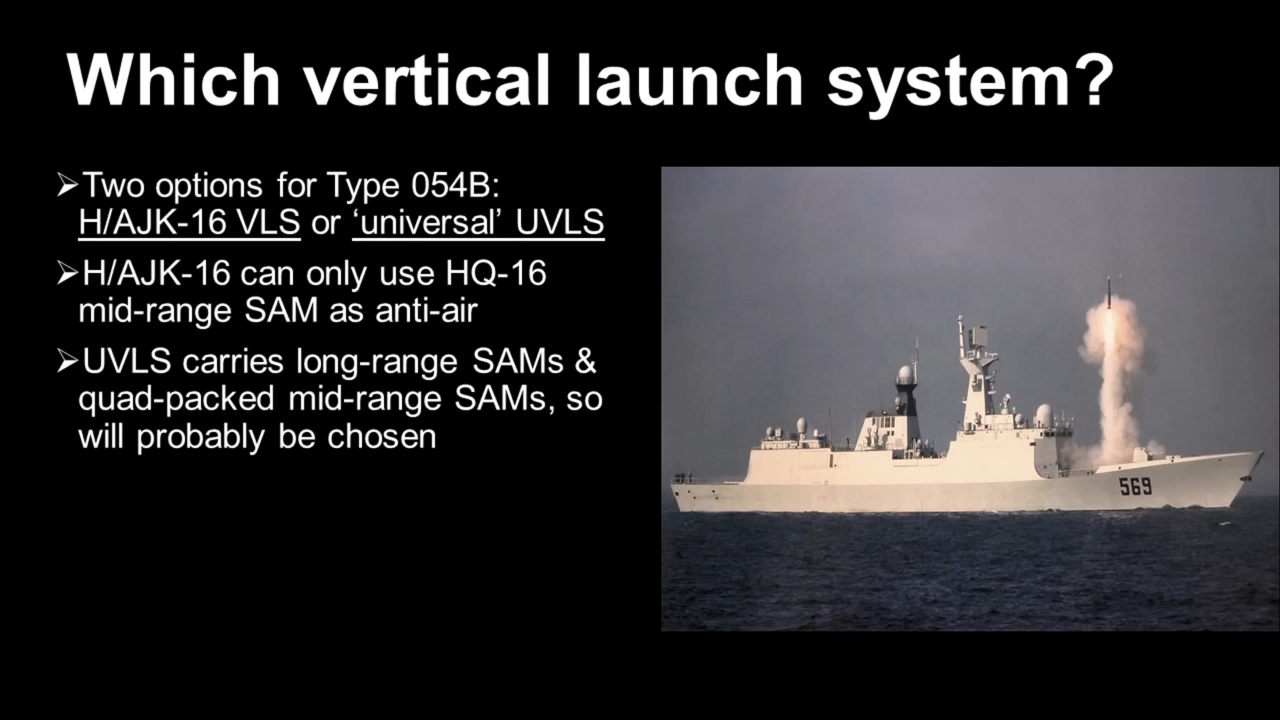 Which vertical launch system?
➢Two options for Type 054B:
H/AJK-16 VLS or ‘universal’ UVLS
➢H/AJK-16 can only use HQ-16
mid-range SAM as anti-air
➢UVLS carries long-range SAMs &
quad-packed mid-range SAMs, so
will probably be chosen
569